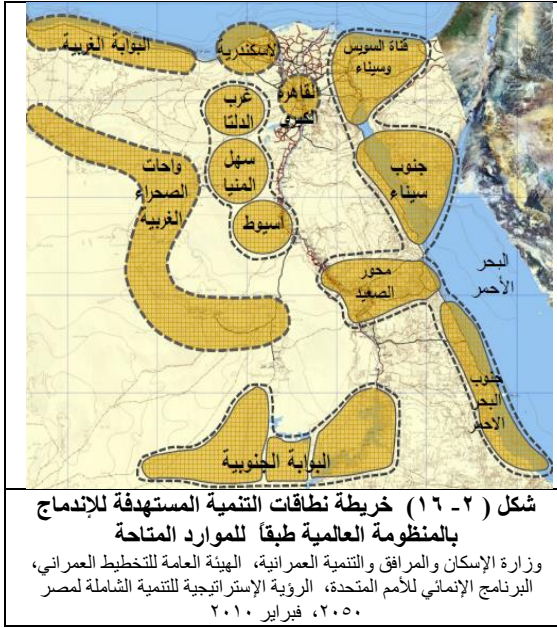 البوابة الغربية
الاسكندرية
قناة السويس
وسيناء
القاهرة
الكبرى
غرب
الدلتا
سهل
المنيا
أسيوط
واحات
الصحراء
الغربية
جنوب
سيناء
البحر
الأحمر
محور
الصعيد
جنوب
البحر
الاحمر
البوابة الجنوبية
شكل ( ٢- ١٦) خريطة نطاقات التنمية المستهدفة للإندماج
بالمنظومة العالمية طبقاً للموارد المتاحة
وزارة الإسكان والمرافق والتنمية العمرانية، الهيئة العامة للتخطيط العمراني،
البرنامج الإنمائي للأمم المتحدة، الرؤية الإستراتيجية للتنمية الشاملة لمصر
٢٠٥٠، فبراير ٢٠١٠